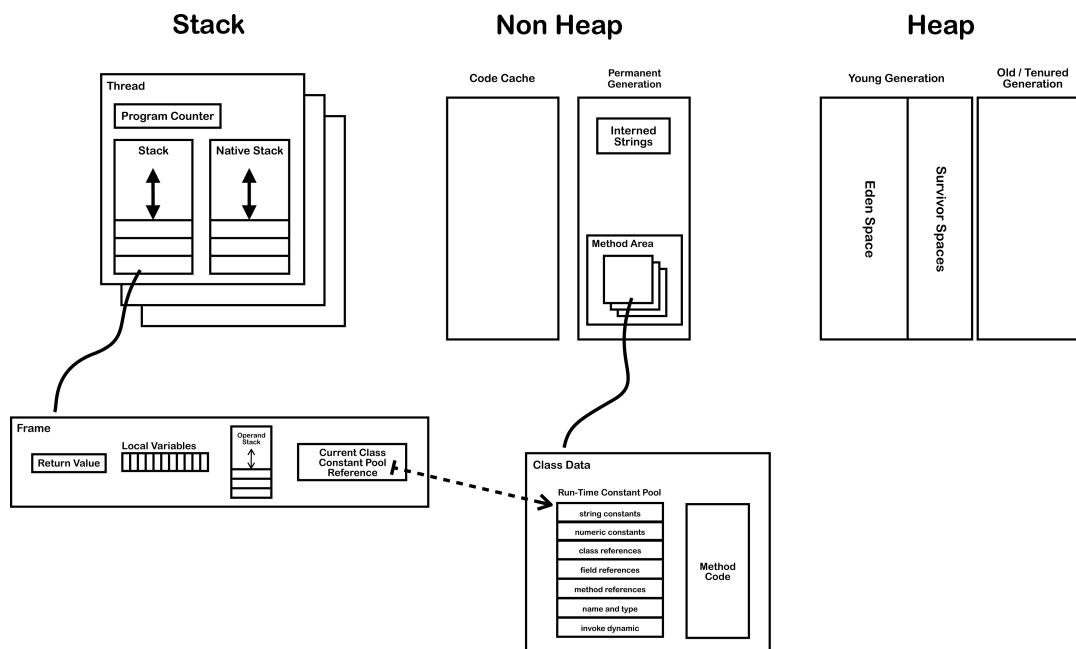 Stack
Non Heap
Heap
Thread
Program Counter
Stack
Native Stack
Code Cache
Permanent
Generation
Interned
Strings
Method Area
Young Generation
Old / Tenured
Generation
Eden Space
Survivor Spaces
Frame
Return Value
Local Variables
Operand
Stack
Current Class
Constant Pool
Reference
Class Data
Run-Time Constant Pool
string constants
numeric constants
class references
field references
method references
name and type
invoke dynamic
Method
Code